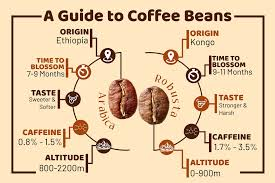 A Guide to Coffee Beans
ORIGIN
Ethiopia
TIME TO
BLOSSOM
7-9 Months
TASTE
Sweeter &
Softer
CAFFEINE
0.8% - 1.5%
ALTITUDE
800-2200m
Arabica
Robusta
ORIGIN
Kongo
TIME TO
BLOSSOM
9-11 Months
TASTE
Stronger &
Harsh
CAFFEINE
1.7% - 3.5%
ALTITUDE
0-900m